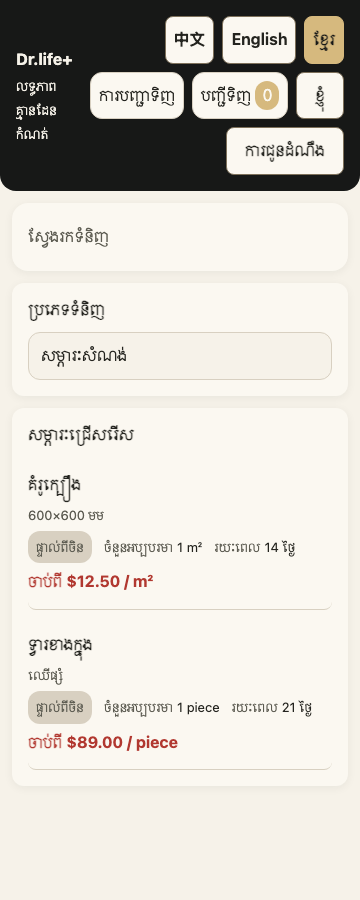 Dr.life+
លទ្ធភាព
គ្មានដែន
កំណត់
中文
English
ខ្មែរ
ការបញ្ជាទិញ
បញ្ជីទិញ 0
ខ្ញុំ
ការជូនដំណឹង
ស្វែងរកទំនិញ
ប្រភេទទំនិញ
សម្ភារៈសំណង់
សម្ភារៈជ្រើសរើស
គំរូក្បឿង
600×600 មម
ផ្ទាល់ពីចិន ចំនួនអប្បបរមា 1 m² រយៈពេល 14 ថ្ងៃ
ចាប់ពី $12.50 / m²
ទ្វារខាងក្នុង
ឈើផ្សំ
ផ្ទាល់ពីចិន ចំនួនអប្បបរមា 1 piece រយៈពេល 21 ថ្ងៃ
ចាប់ពី $89.00 / piece